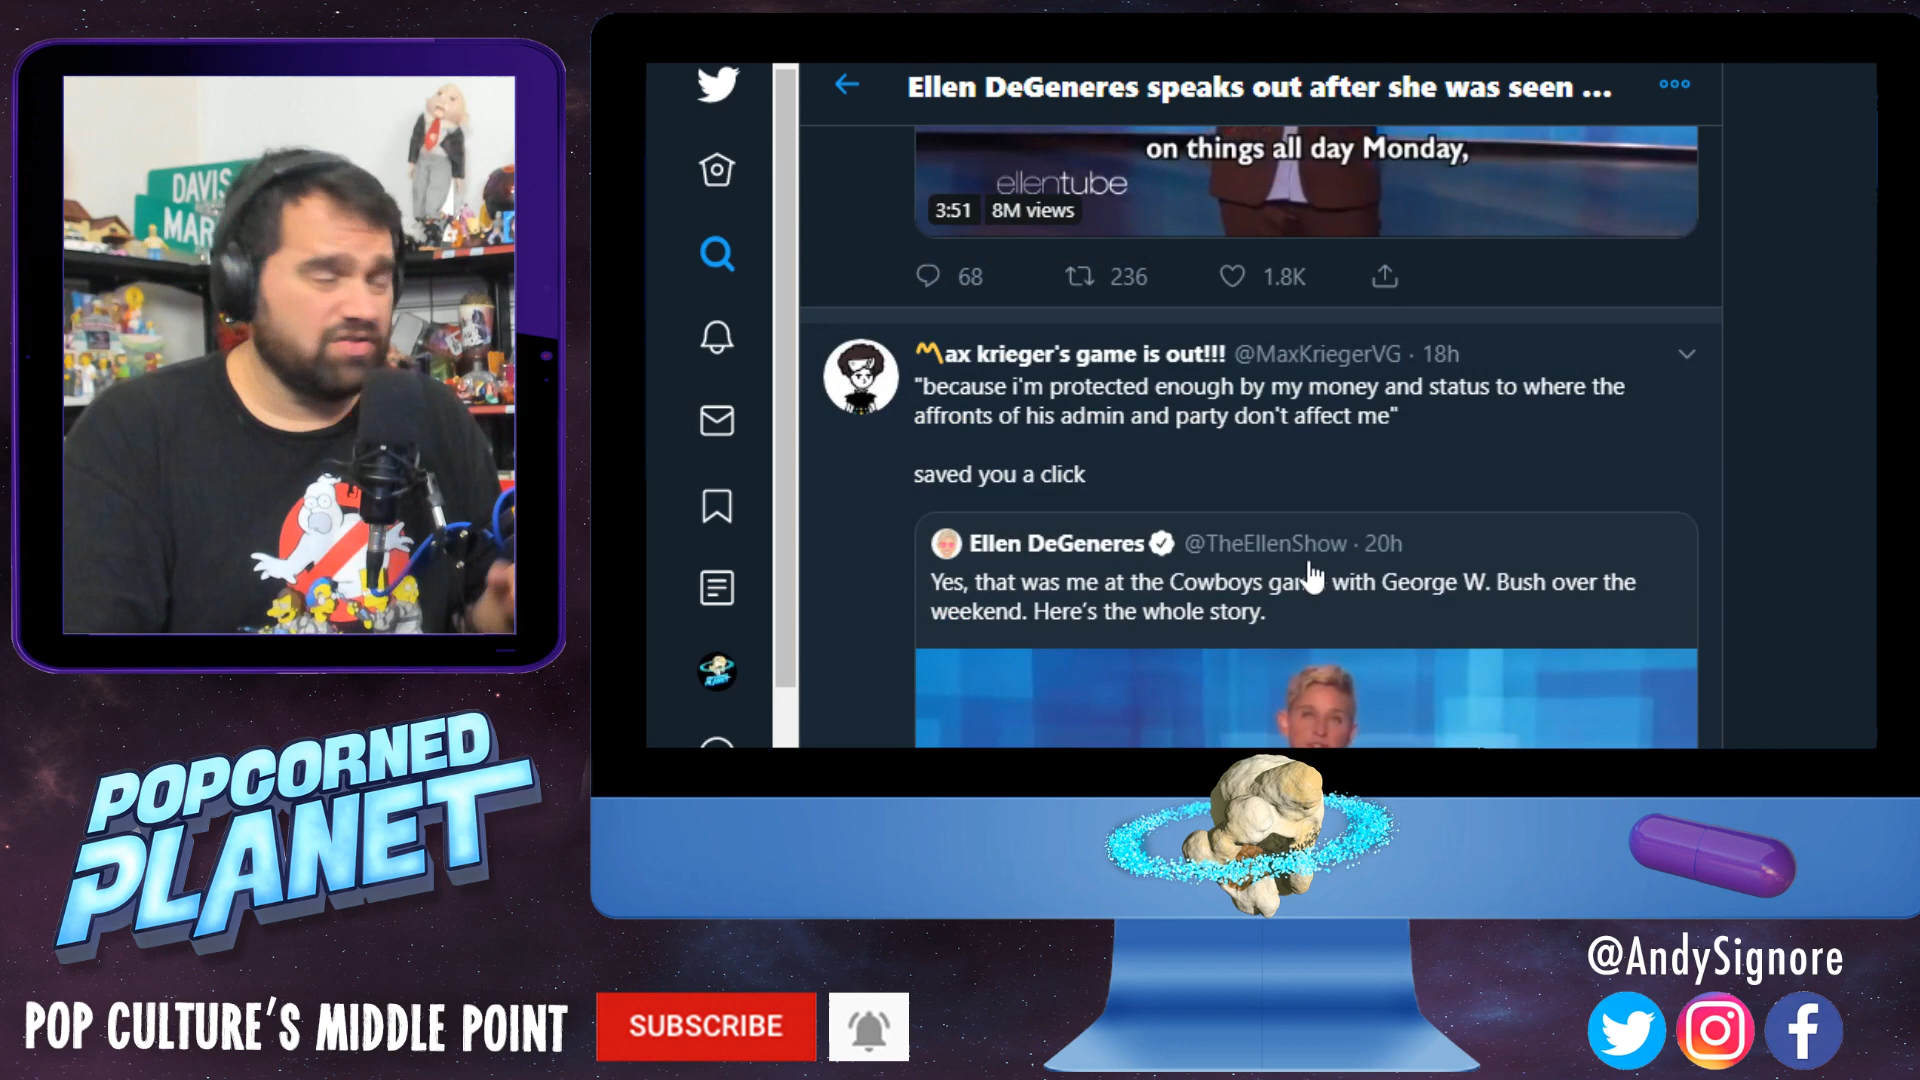 DAVIS
MAR
Ellen DeGeneres speaks out after she was seen ...
on things all day Monday,
ellentube
3:51 8M views
68 236 1.8K
ax krieger's game is out!!! @MaxKriegerVG · 18h
"because i'm protected enough by my money and status to where the
affronts of his admin and party don't affect me"
saved you a click
Ellen DeGeneres @TheEllenShow · 20h
Yes, that was me at the Cowboys gam with George W. Bush over the
weekend. Here's the whole story.
POPCORNED
PLANET
POP CULTURE'S MIDDLE POINT
SUBSCRIBE
@AndySignore